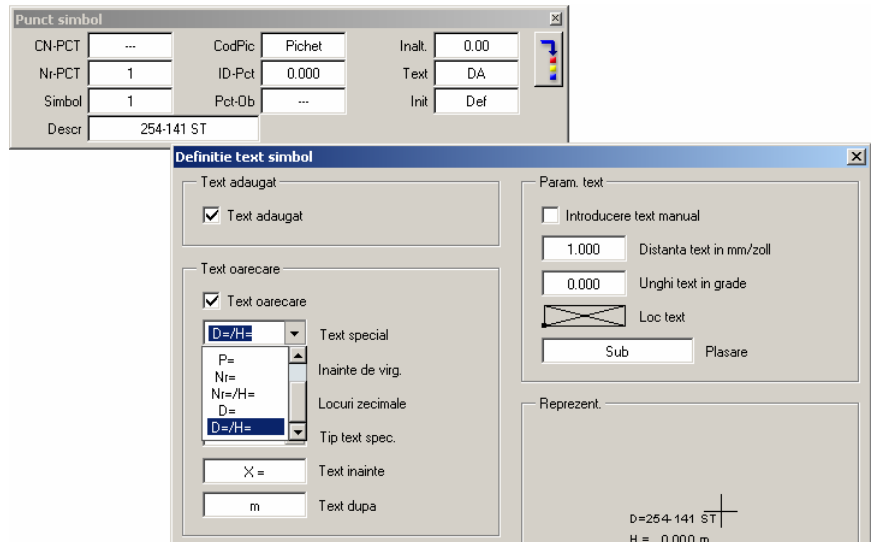 Punct simbol
CN-PCT --- CodPic Pichet Inalt. 0.00
Nr-PCT 1 ID-Pct 0.000 Text DA
Simbol 1 Pct-Ob --- Init Def
Descr 254-141 ST
Definitie text simbol
Text adaugat Param. text
Text adaugat Introducere text manual
1.000 Distanta text in mm/zoll
Text oarecare 0.000 Unghi text in grade
Text oarecare Loc text
D=/H= Text special
Sub Plasare
P=
Nr= Inainte de virg.
Nr=/H= Locuri zecimale Reprezent.
D=
D=/H= Tip text spec.
X = Text inainte
m Text dupa
D=254-141 ST
H = 0.000 m